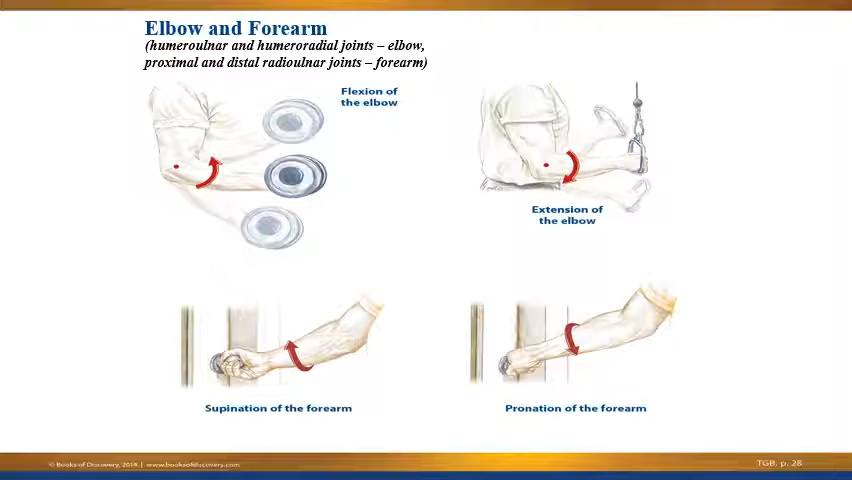 Elbow and Forearm
(humeroulnar and humeroradial joints – elbow,
proximal and distal radioulnar joints – forearm)
Flexion of
the elbow
Extension of
the elbow
Supination of the forearm
Pronation of the forearm
© Books of Discovery, 2014 | www.booksofdiscovery.com
TGB. p. 28